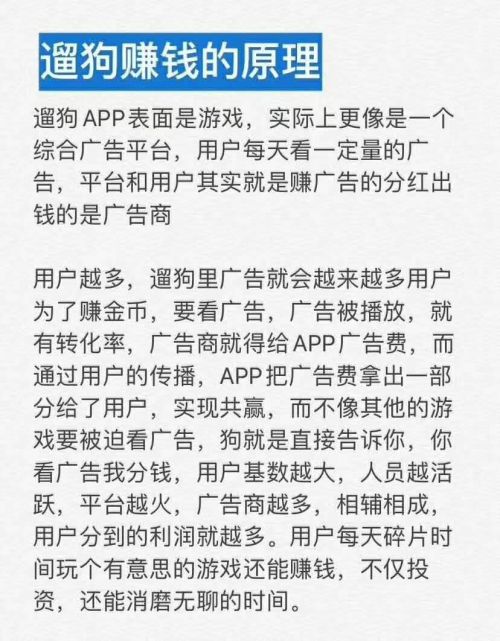 遛狗赚钱的原理
遛狗APP表面是游戏，实际上更像是一个
综合广告平台，用户每天看一定量的广
告，平台和用户其实就是赚广告的分红出
钱的是广告商
用户越多，遛狗里广告就会越来越多用户
为了赚金币，要看广告，广告被播放，就
有转化率，广告商就得给APP广告费，而
通过用户的传播，APP把广告费拿出一部
分给了用户，实现共赢，而不像其他的游
戏要被迫看广告，狗就是直接告诉你，你
看广告我分钱，用户基数越大，人员越活
跃，平台越火，广告商越多，相辅相成，
用户分到的利润就越多。用户每天碎片时
间玩个有意思的游戏还能赚钱，不仅投
资，还能消磨无聊的时间。